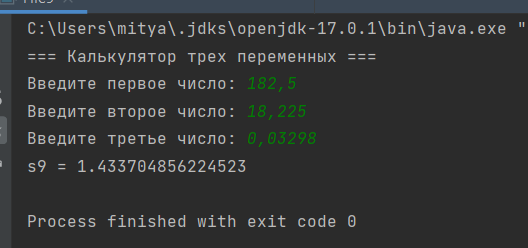 C:\Users\mitya\.jdks\openjdk-17.0.1\bin\java.exe "
=== Калькулятор трех переменных ===
Введите первое число: 182,5
Введите второе число: 18,225
Введите третье число: 0,03298
s9 = 1.433704856224523
Process finished with exit code 0